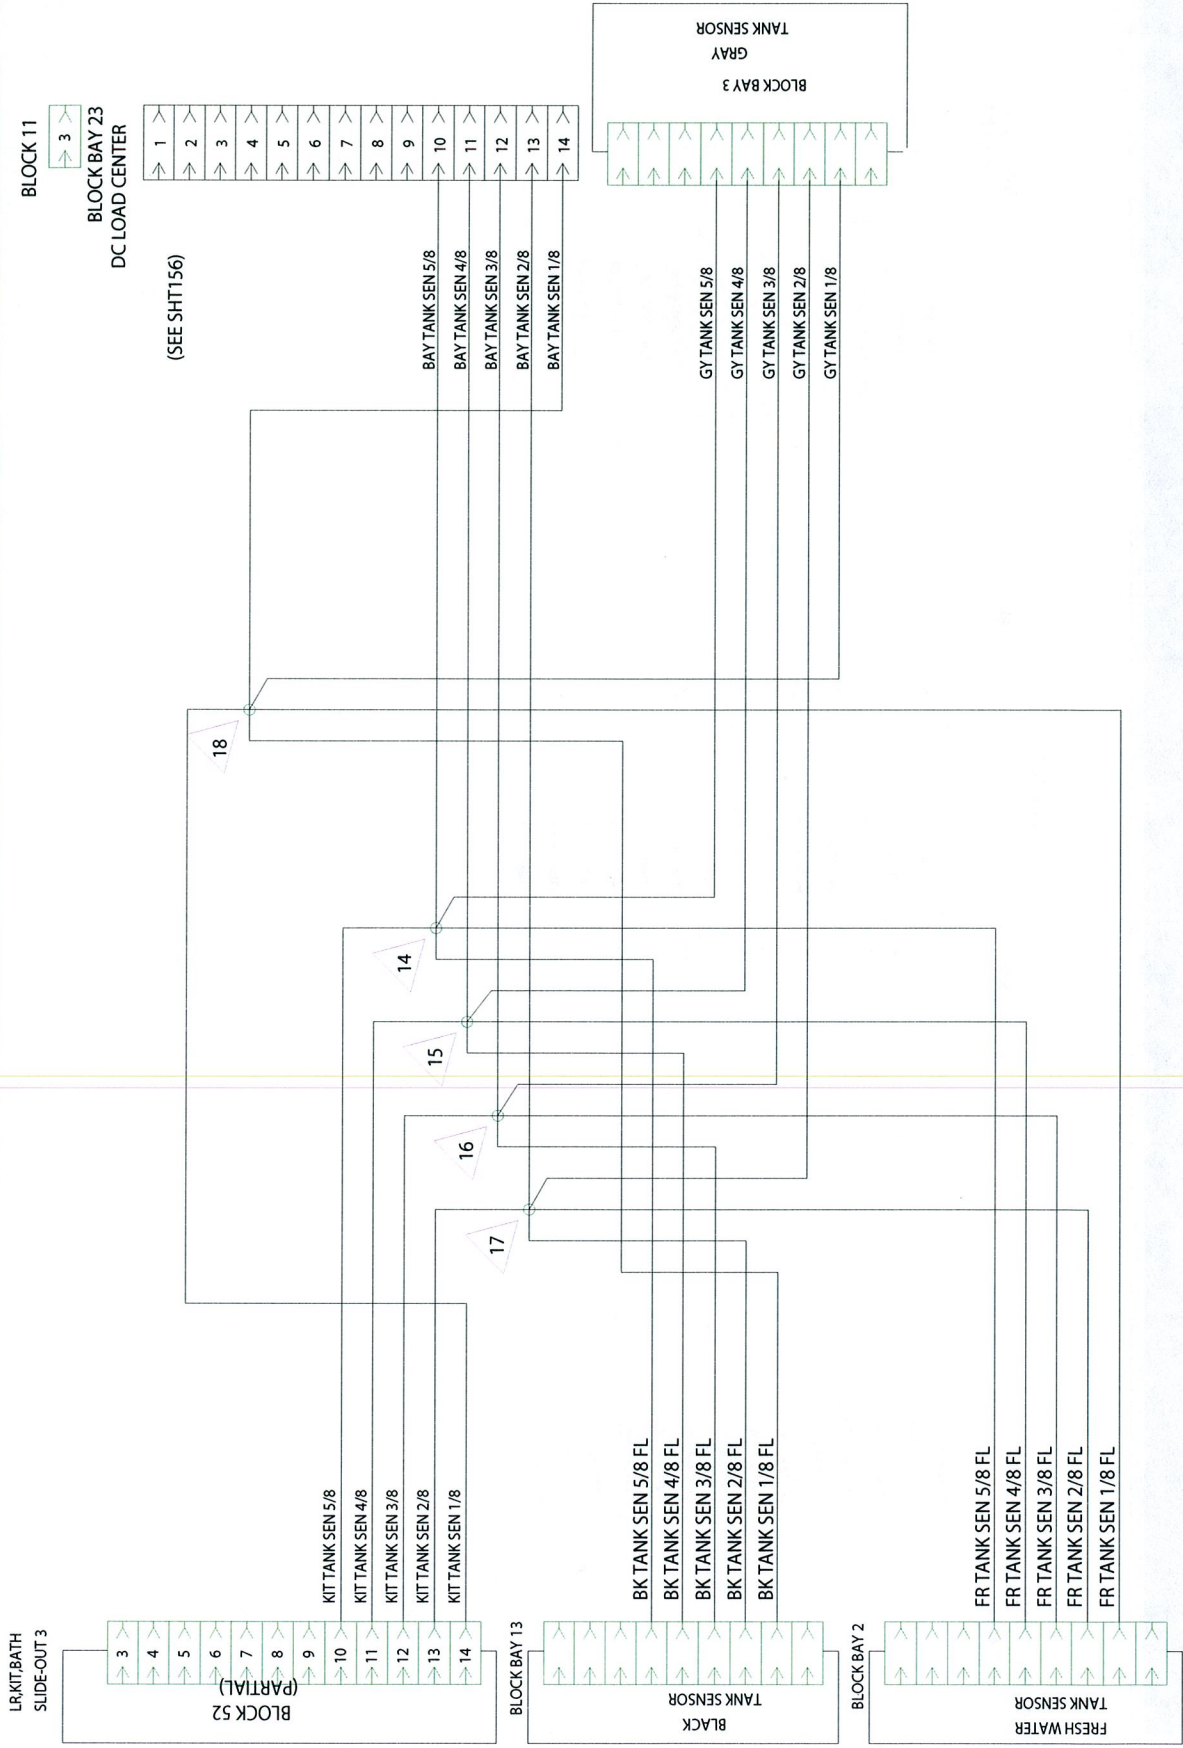 BLOCK 11
3
BLOCK BAY 23
DC LOAD CENTER
1
2
3
4
5
6
7
8
9
10
11
12
13
14
(SEE SHT156)
BAY TANK SEN 5/8
BAY TANK SEN 4/8
BAY TANK SEN 3/8
BAY TANK SEN 2/8
BAY TANK SEN 1/8
TANK SENSOR
GRAY
BLOCK BAY 3
GY TANK SEN 5/8
GY TANK SEN 4/8
GY TANK SEN 3/8
GY TANK SEN 2/8
GY TANK SEN 1/8
18
14
15
16
17
LR,KIT,BATH
SLIDE-OUT 3
3
4
5
6
7
8
9
10
11
12
13
14
BLOCK 52
(PARTIAL)
KIT TANK SEN 5/8
KIT TANK SEN 4/8
KIT TANK SEN 3/8
KIT TANK SEN 2/8
KIT TANK SEN 1/8
BLOCK BAY 13
TANK SENSOR
BLACK
BK TANK SEN 5/8 FL
BK TANK SEN 4/8 FL
BK TANK SEN 3/8 FL
BK TANK SEN 2/8 FL
BK TANK SEN 1/8 FL
BLOCK BAY 2
TANK SENSOR
FRESH WATER
FR TANK SEN 5/8 FL
FR TANK SEN 4/8 FL
FR TANK SEN 3/8 FL
FR TANK SEN 2/8 FL
FR TANK SEN 1/8 FL